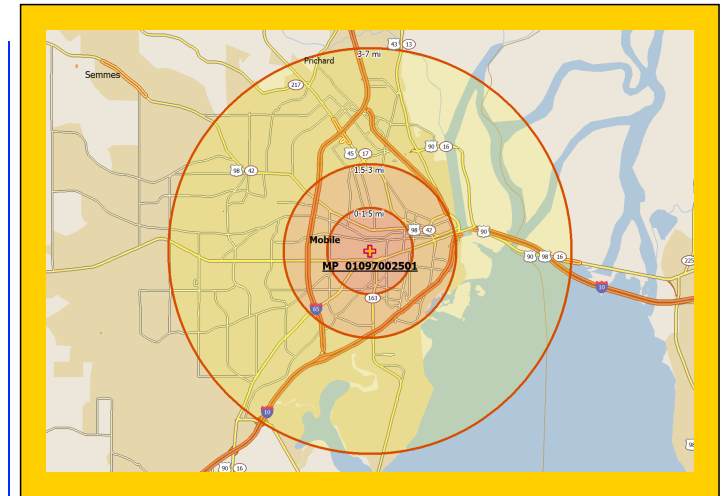 43 13
3-7 mi
Prichard
Semmes
217
90 16
45 17
98 42
1.5-3 mi
0-1.5 mi
98 42
90
Mobile
MP_01097002501
90 98 16
225
10
163
65
10
98
90 16